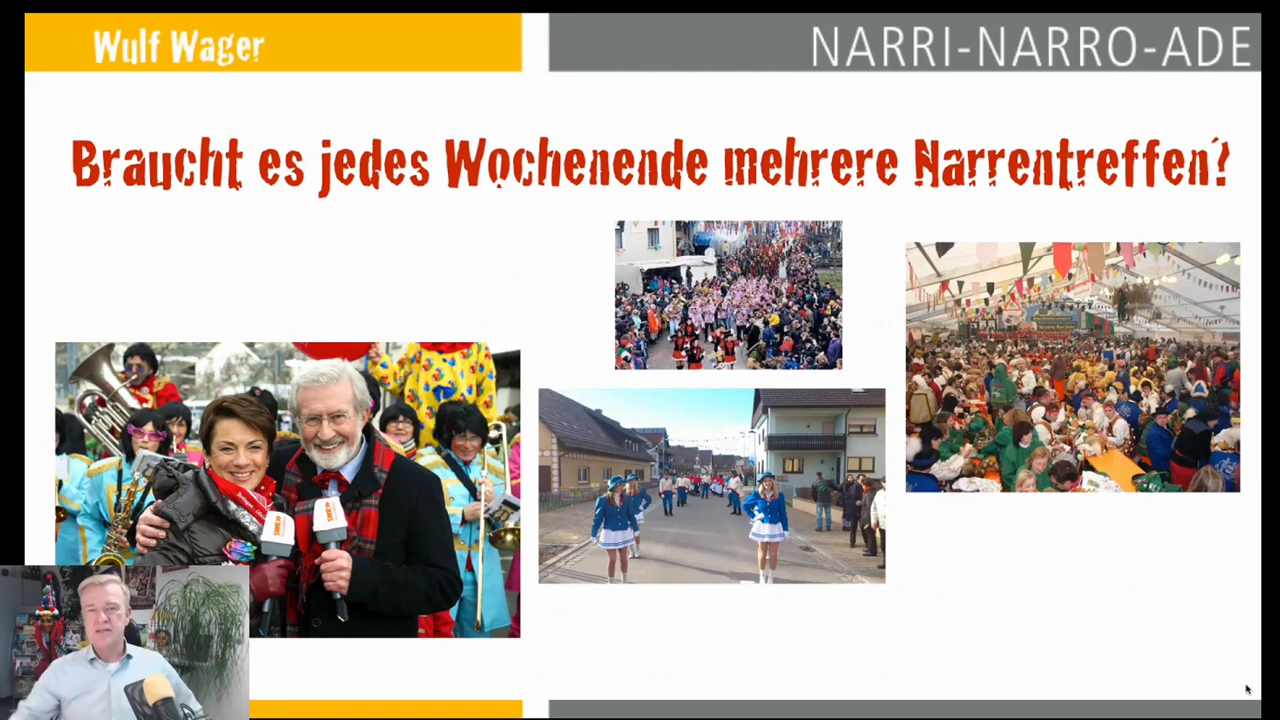 Wulf Wager
NARRI-NARRO-ADE
Braucht es jedes Wochenende mehrere Narrentreffen?